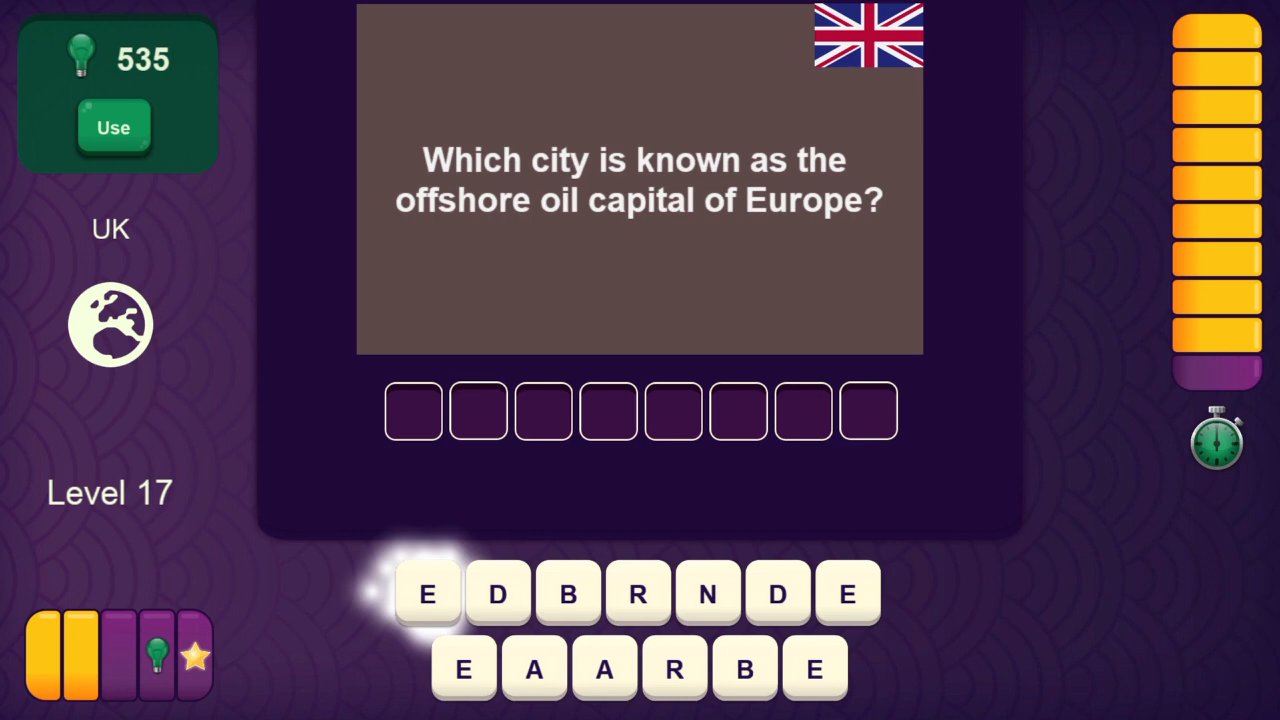 535
Use
UK
Level 17
Which city is known as the
offshore oil capital of Europe?
E D B R N D E
E A A R B E